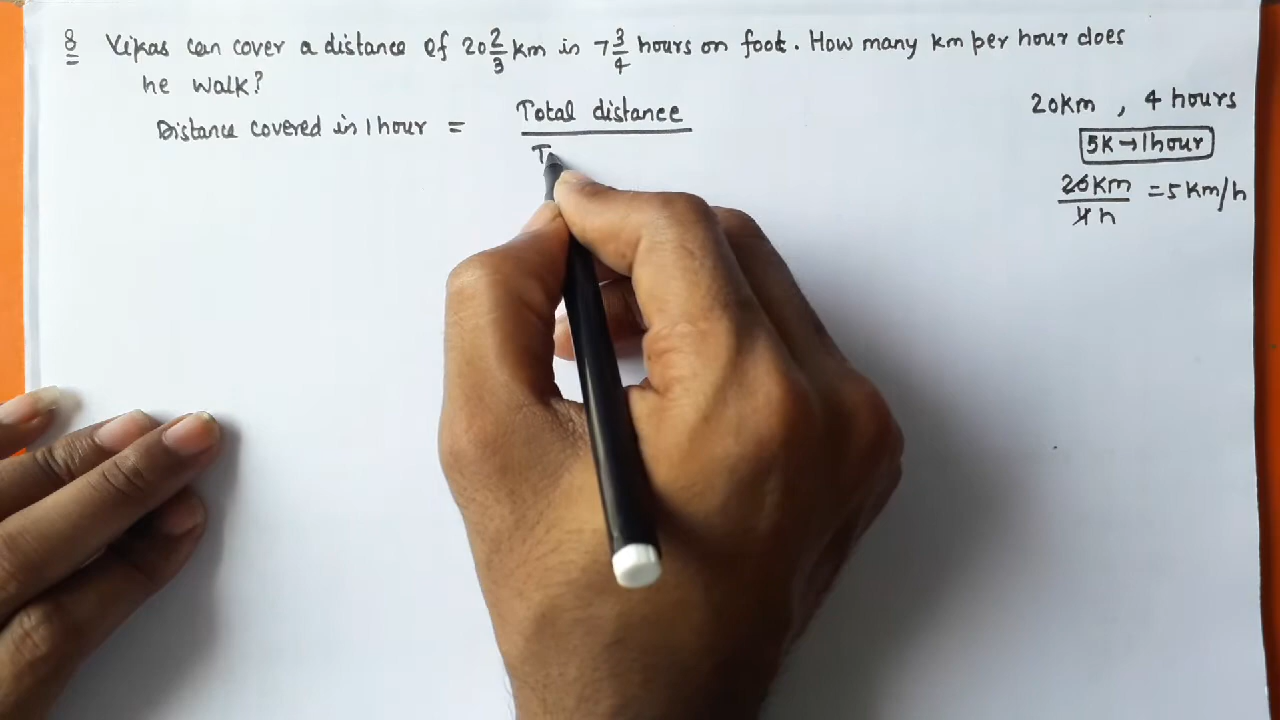 8 Vikas can cover a distance of 20 2/3 km in 7 3/4 hours on foot. How many km per hour does
he walk?
Distance covered in 1 hour = Total distance
T
20km , 4 hours
5K→1hour
20km/4h = 5 km/h